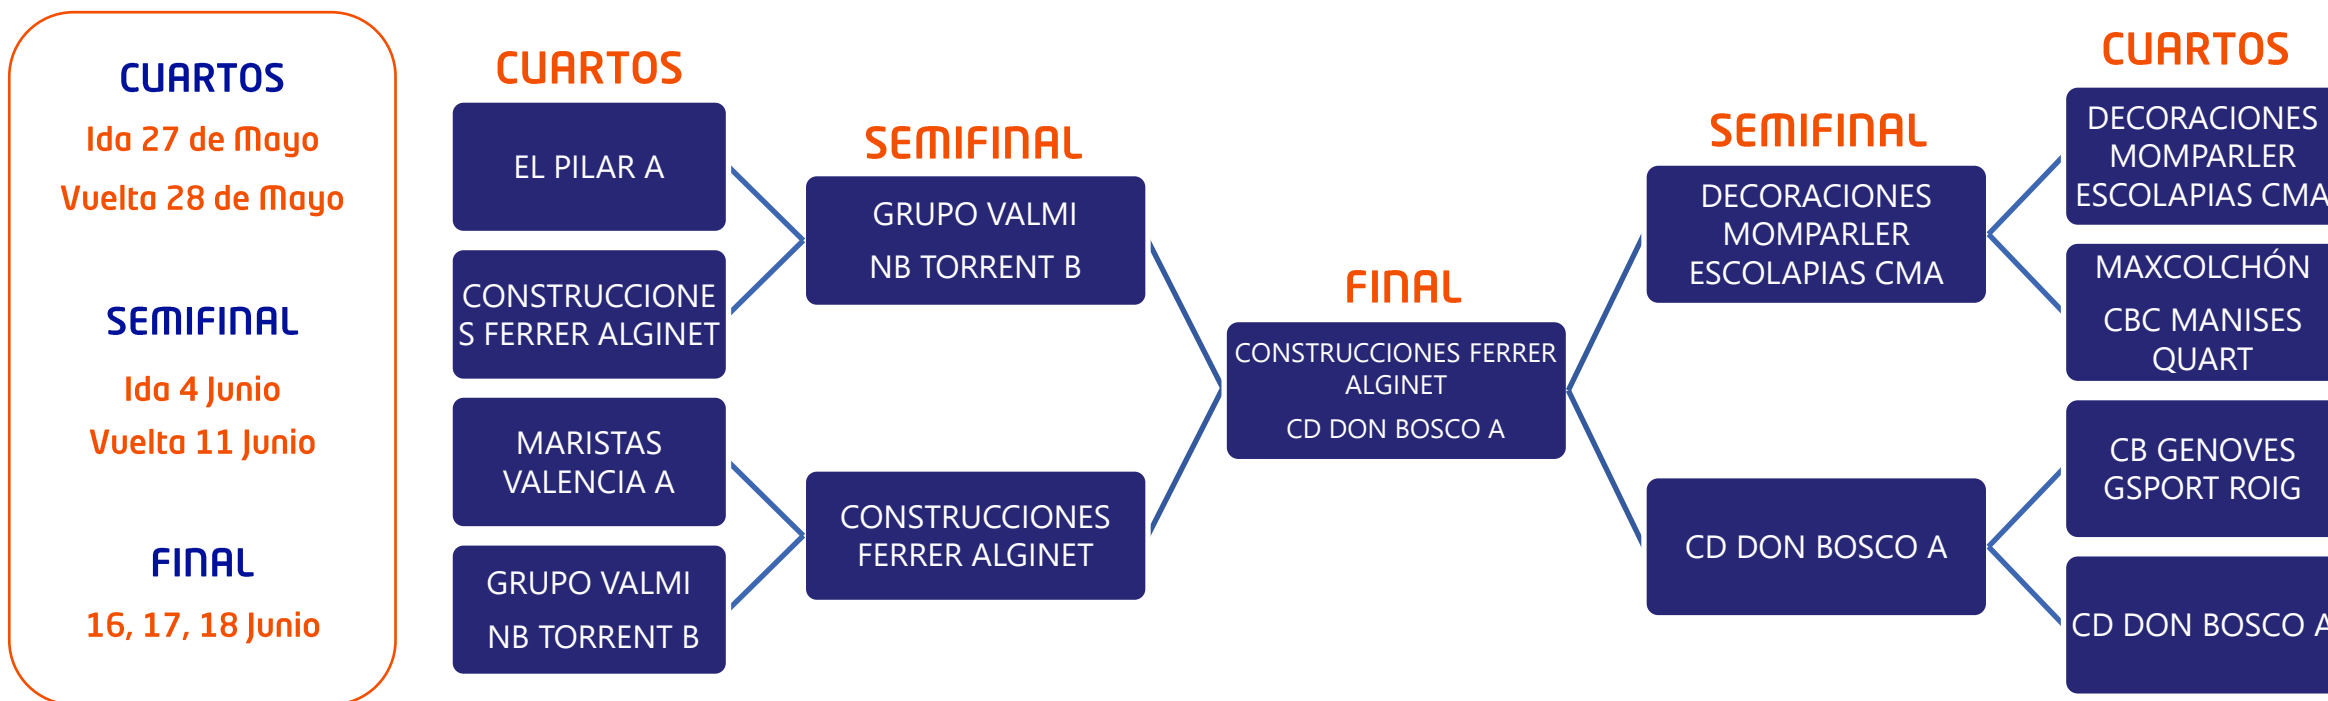 CUARTOS
Ida 27 de Mayo
Vuelta 28 de Mayo
SEMIFINAL
Ida 4 Junio
Vuelta 11 Junio
FINAL
16, 17, 18 Junio
CUARTOS
EL PILAR A
CONSTRUCCIONE
S FERRER ALGINET
MARISTAS
VALENCIA A
GRUPO VALMI
NB TORRENT B
SEMIFINAL
GRUPO VALMI
NB TORRENT B
CONSTRUCCIONES
FERRER ALGINET
FINAL
CONSTRUCCIONES FERRER
ALGINET
CD DON BOSCO A
SEMIFINAL
DECORACIONES
MOMPARLER
ESCOLAPIAS CMA
CD DON BOSCO A
CUARTOS
DECORACIONES
MOMPARLER
ESCOLAPIAS CMA
MAXCOLCHÓN
CBC MANISES
QUART
CB GENOVES
GSPORT ROIG
CD DON BOSCO A